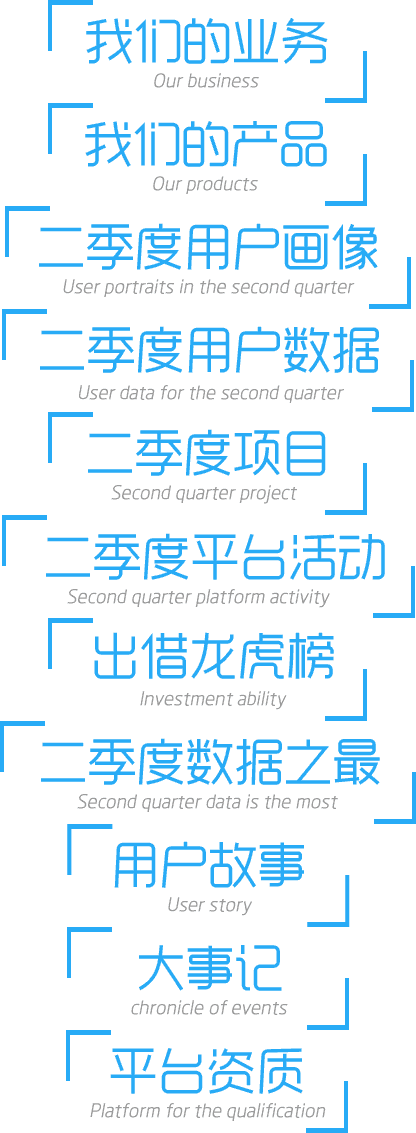 我们的业务
Our business
我们的产品
Our products
二季度用户画像
User portraits in the second quarter
二季度用户数据
User data for the second quarter
二季度项目
Second quarter project
二季度平台活动
Second quarter platform activity
出借龙虎榜
Investment ability
二季度数据之最
Second quarter data is the most
用户故事
User story
大事记
chronicle of events
平台资质
Platform for the qualification